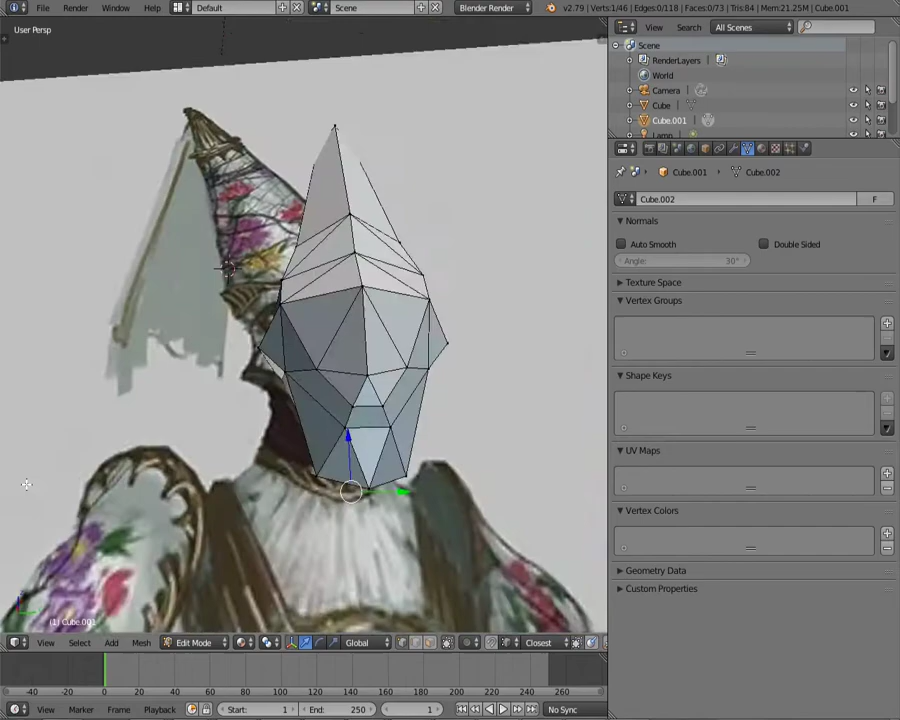 File Render Window Help Default Scene Blender Render v2.79 | Verts:1/46 | Edges:0/118 | Faces:0/73 | Tris:84 | Mem:21.25M | Cube.001
User Persp
View Search All Scenes
Scene
RenderLayers
World
Camera
Cube
Cube.001
Lamp
Cube.001 Cube.002
Cube.002 F
Normals
Auto Smooth Double Sided
Angle: 30°
Texture Space
Vertex Groups
Shape Keys
UV Maps
Vertex Colors
Geometry Data
Custom Properties
(1) Cube.001
View Select Add Mesh Edit Mode Global Closest
-40 -20 0 20 40 60 80 100 120 140 160 180 200 220 240 260
View Marker Frame Playback Start: 1 End: 250 1 No Sync